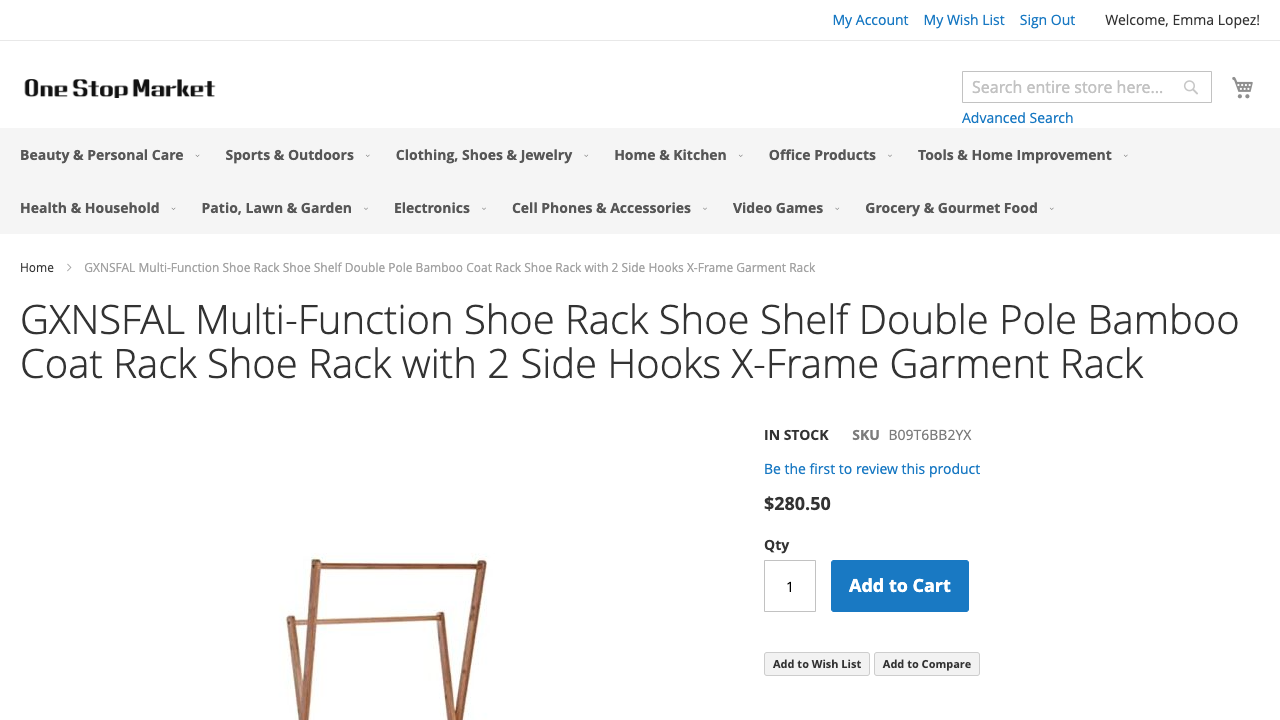 My Account My Wish List Sign Out Welcome, Emma Lopez!
One Stop Market
Search entire store here...
Advanced Search
Beauty & Personal Care Sports & Outdoors Clothing, Shoes & Jewelry Home & Kitchen Office Products Tools & Home Improvement
Health & Household Patio, Lawn & Garden Electronics Cell Phones & Accessories Video Games Grocery & Gourmet Food
Home GXNSFAL Multi-Function Shoe Rack Shoe Shelf Double Pole Bamboo Coat Rack Shoe Rack with 2 Side Hooks X-Frame Garment Rack
GXNSFAL Multi-Function Shoe Rack Shoe Shelf Double Pole Bamboo
Coat Rack Shoe Rack with 2 Side Hooks X-Frame Garment Rack
IN STOCK SKU B09T6BB2YX
Be the first to review this product
$280.50
Qty
1 Add to Cart
Add to Wish List Add to Compare